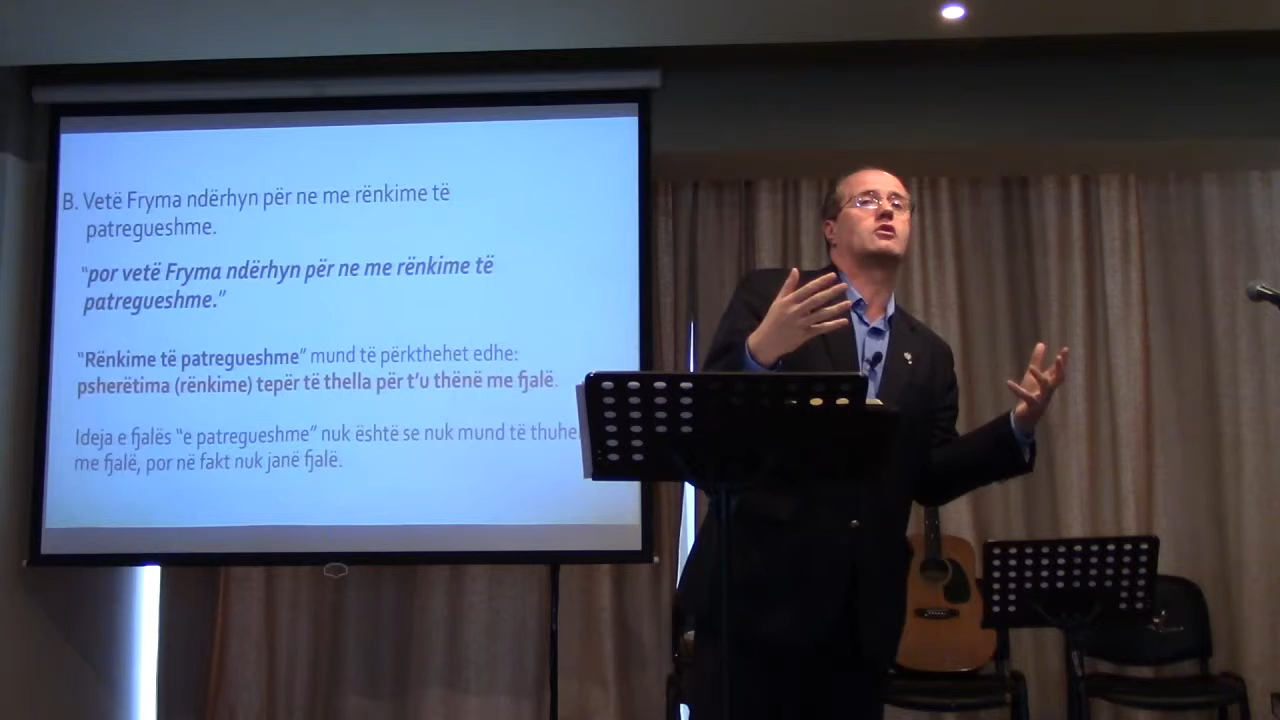 B. Vetë Fryma ndërhyn për ne me rënkime të
patregueshme.
"por vetë Fryma ndërhyn për ne me rënkime të
patregueshme."
"Rënkime të patregueshme" mund të përkthehet edhe:
psherëtima (rënkime) tepër të thella për t'u thënë me fjalë.
Ideja e fjalës "e patregueshme" nuk është se nuk mund të thuhe
me fjalë, por në fakt nuk janë fjalë.